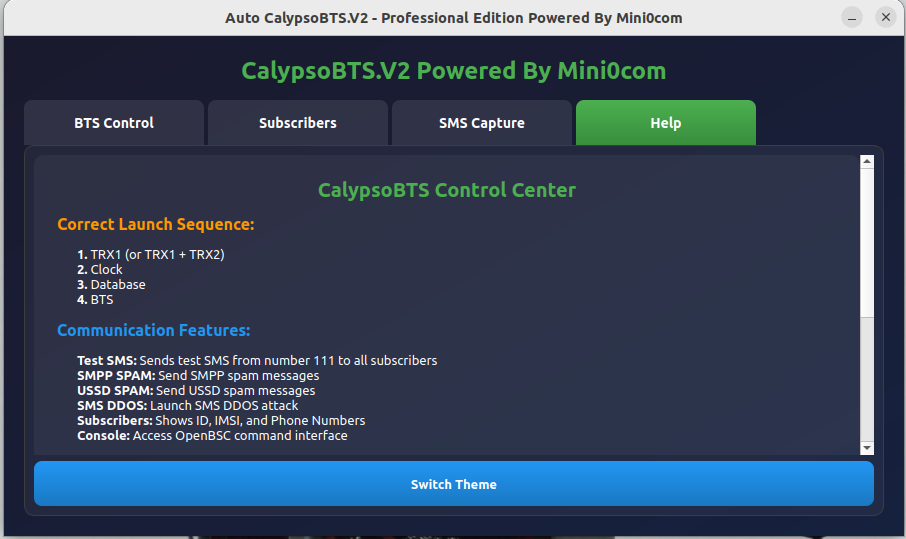 Auto CalypsoBTS.V2 - Professional Edition Powered By Mini0com
CalypsoBTS.V2 Powered By Mini0com
BTS Control
Subscribers
SMS Capture
Help
CalypsoBTS Control Center
Correct Launch Sequence:
1. TRX1 (or TRX1 + TRX2)
2. Clock
3. Database
4. BTS
Communication Features:
Test SMS: Sends test SMS from number 111 to all subscribers
SMPP SPAM: Send SMPP spam messages
USSD SPAM: Send USSD spam messages
SMS DDOS: Launch SMS DDOS attack
Subscribers: Shows ID, IMSI, and Phone Numbers
Console: Access OpenBSC command interface
Switch Theme